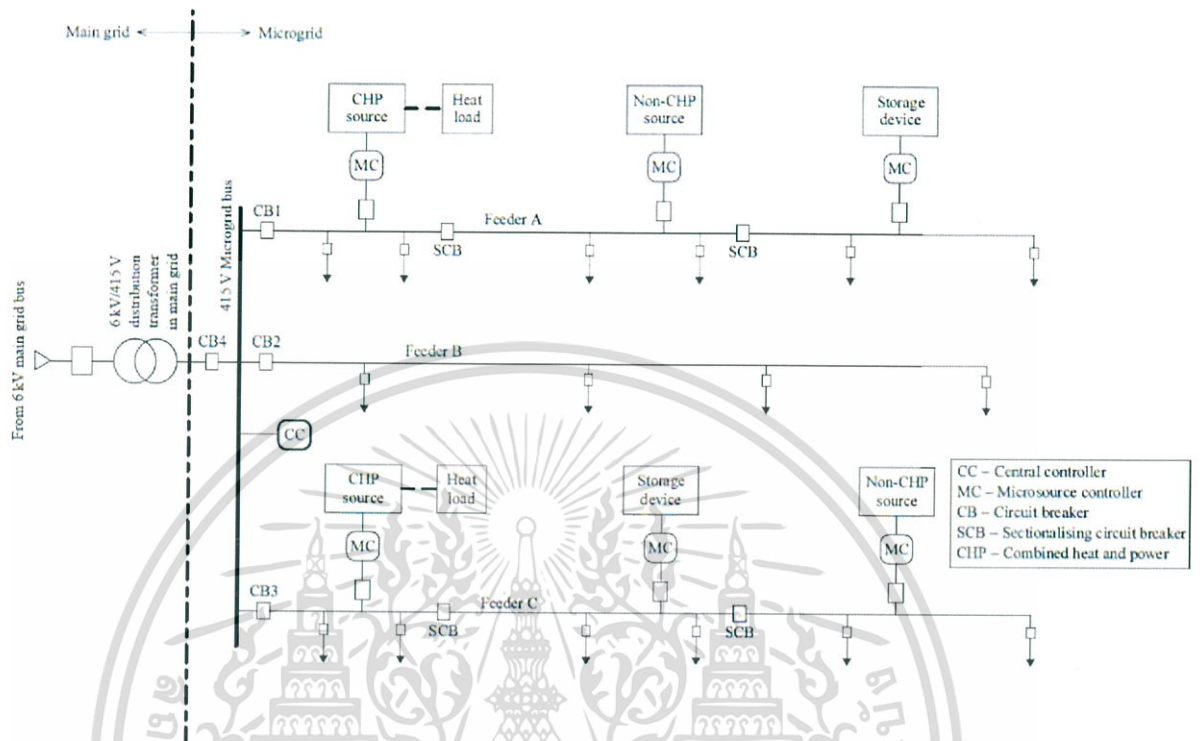 Main grid
Microgrid
CHP
source
Heat
load
Non-CHP
source
Storage
device
MC
MC
MC
CB1
Feeder A
SCB
SCB
From 6 kV main grid bus
6 kV/415 V
distribution
transformer
in main grid
415 V Microgrid bus
CB4
CB2
Feeder B
CC
CHP
source
Heat
load
Storage
device
Non-CHP
source
MC
MC
MC
CB3
Feeder C
SCB
SCB
CC – Central controller
MC – Microsource controller
CB – Circuit breaker
SCB – Sectionalising circuit breaker
CHP – Combined heat and power